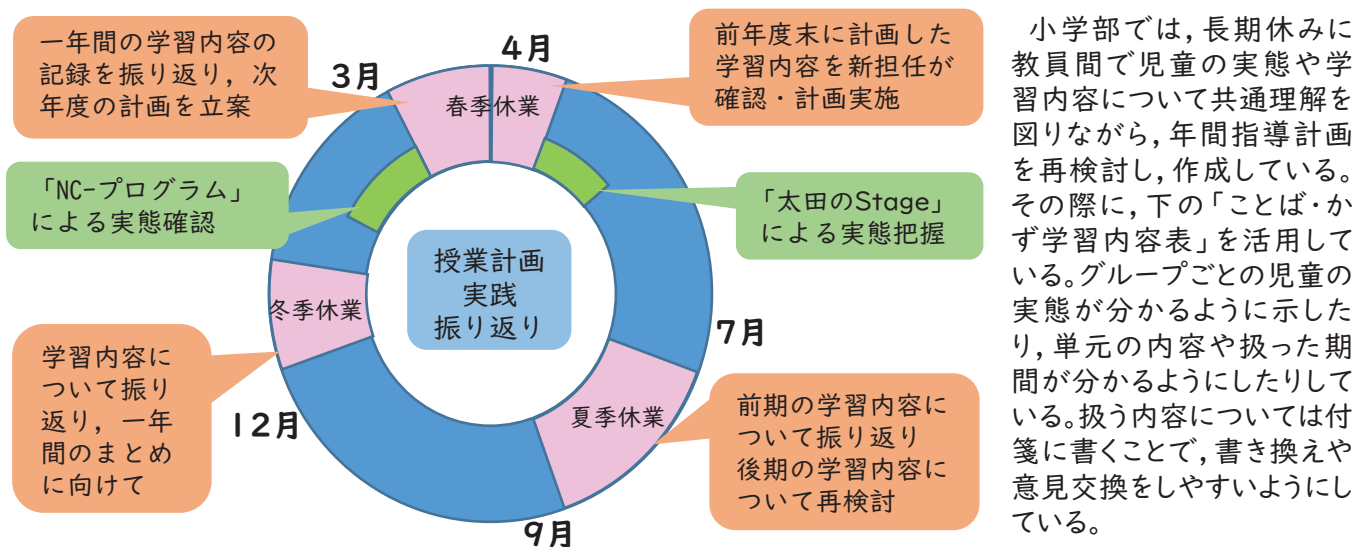 一年間の学習内容の
記録を振り返り，次
年度の計画を立案
3月
4月
前年度末に計画した
学習内容を新担任が
確認・計画実施
春季休業
「NC-プログラム」
による実態確認
「太田のStage」
による実態把握
授業計画
実践
振り返り
冬季休業
学習内容に
ついて振り
返り，一年
間のまとめ
に向けて
12月
7月
夏季休業
9月
前期の学習内容に
ついて振り返り
後期の学習内容に
ついて再検討
小学部では，長期休みに
教員間で児童の実態や学
習内容について共通理解を
図りながら，年間指導計画
を再検討し，作成している。
その際に，下の「ことば・か
ず学習内容表」を活用して
いる。グループごとの児童の
実態が分かるように示した
り，単元の内容や扱った期
間が分かるようにしたりして
いる。扱う内容については付
箋に書くことで，書き換えや
意見交換をしやすいようにし
ている。